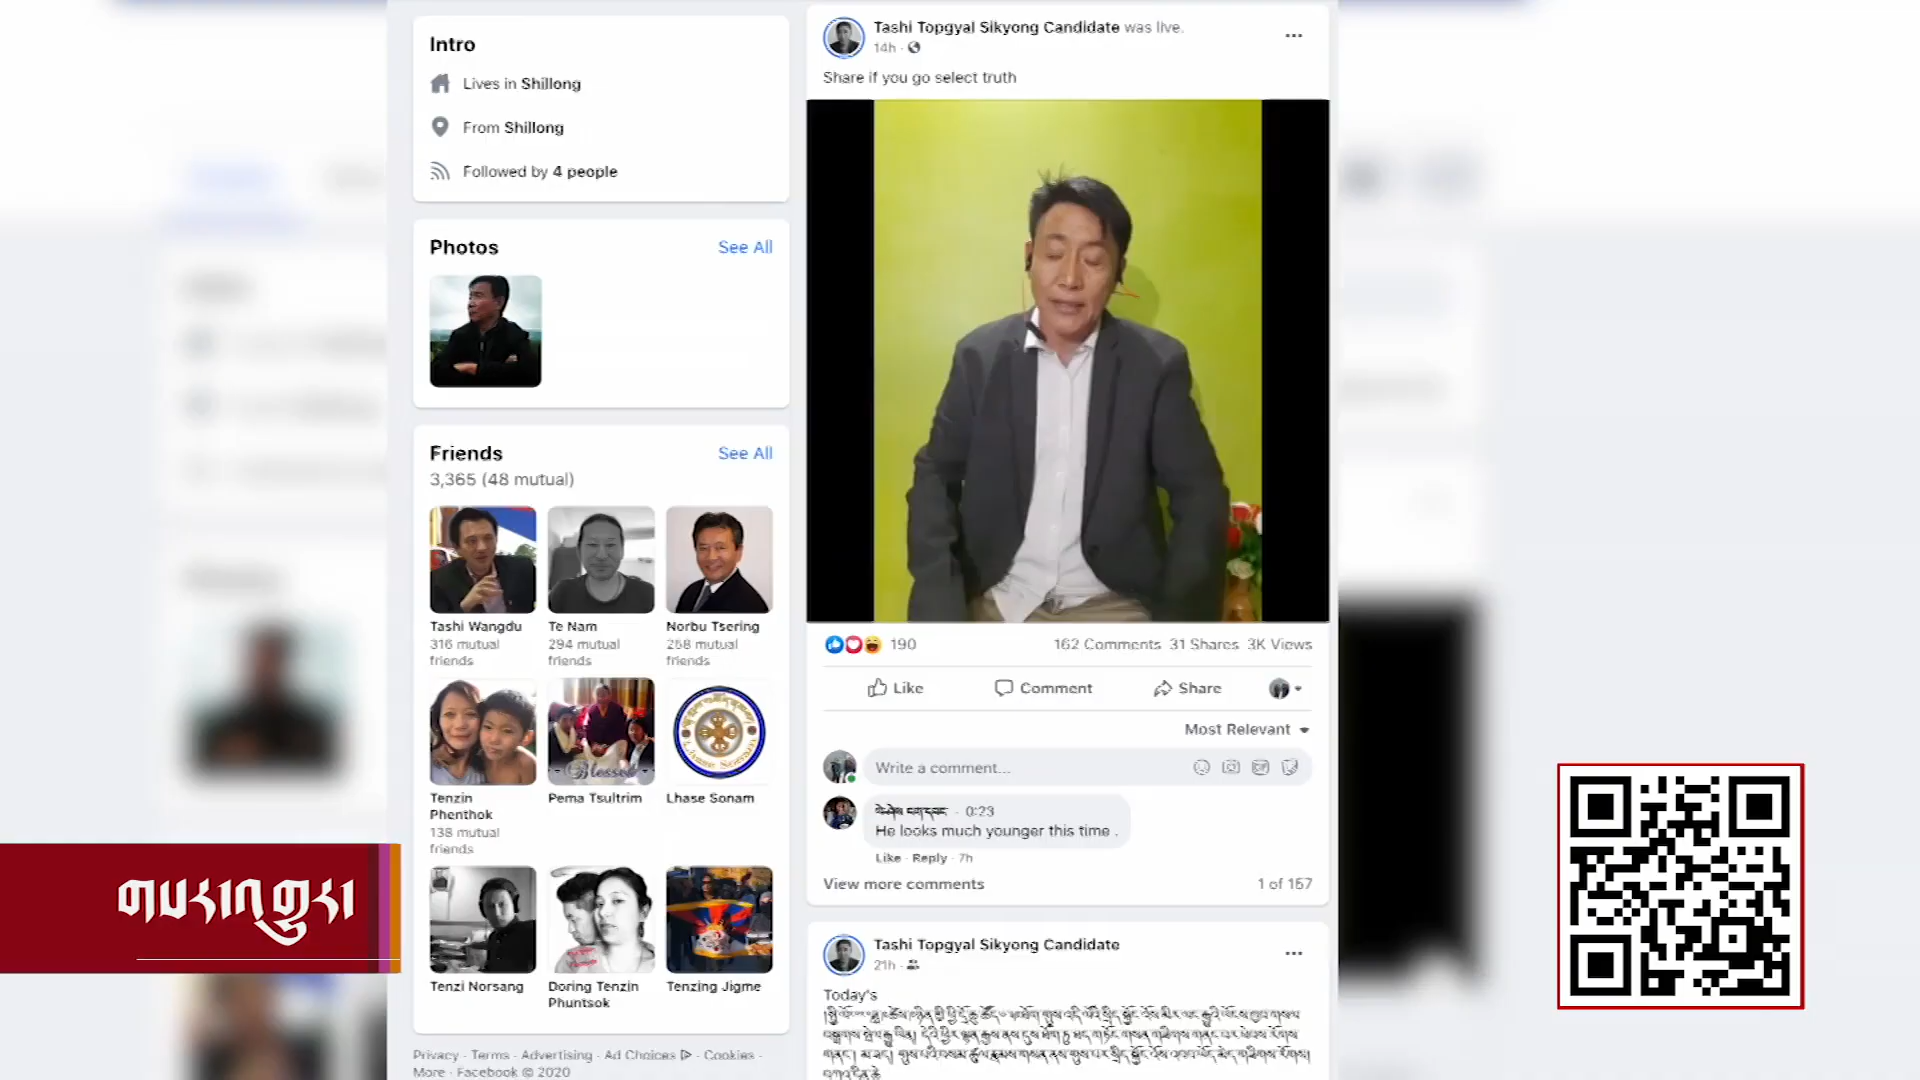 Intro
Lives in Shillong
From Shillong
Followed by 4 people
Photos
See All
Friends
See All
3,365 (48 mutual)
Tashi Wangdu
316 mutual
friends
Te Nam
294 mutual
friends
Norbu Tsering
258 mutual
friends
Tenzin
Phenthok
138 mutual
friends
Blessed
Pema Tsultrim
Lhase Sonam
Tenzi Norsang
Doring Tenzin
Phuntsok
Tenzing Jigme
Privacy · Terms · Advertising · Ad Choices · Cookies ·
More · Facebook © 2020
Tashi Topgyal Sikyong Candidate was live.
14h ·
Share if you go select truth
190
162 Comments 31 Shares 3K Views
Like
Comment
Share
Most Relevant
Write a comment...
· 0:23
He looks much younger this time .
Like · Reply · 7h
View more comments
1 of 157
Tashi Topgyal Sikyong Candidate
21h ·
Today's
གསར་འགྱུར།